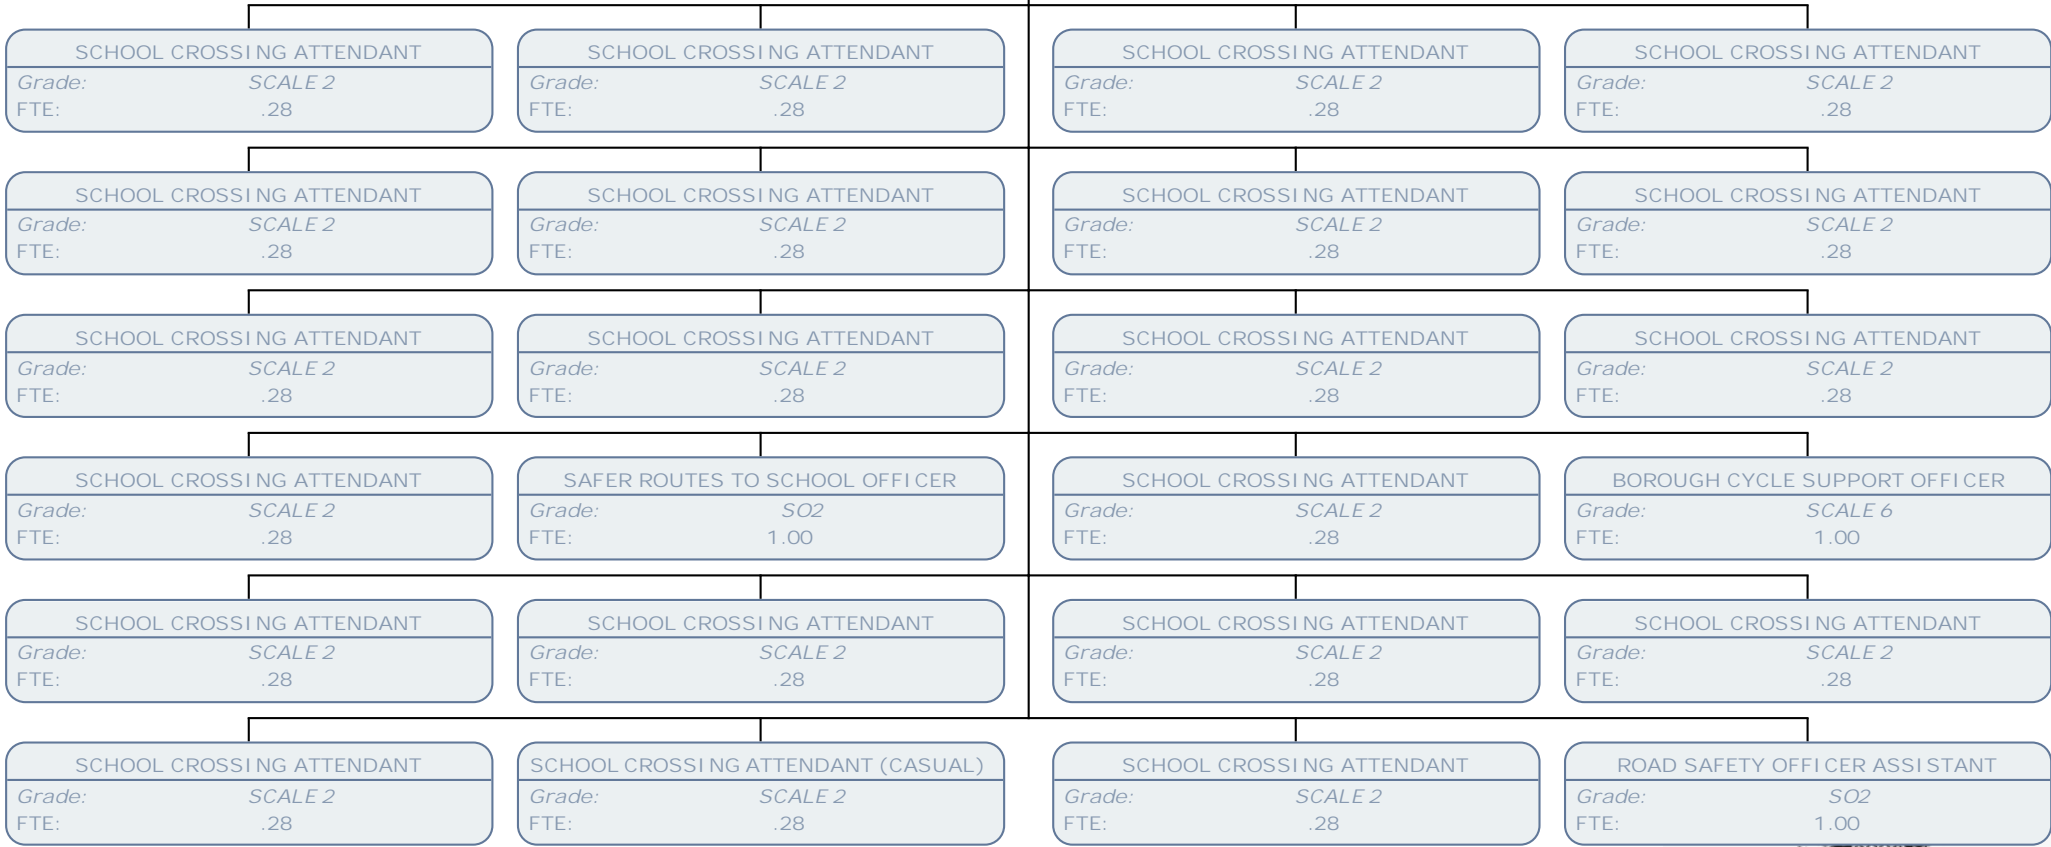 SCHOOL CROSSING ATTENDANT
Grade: SCALE 2
FTE: .28
SCHOOL CROSSING ATTENDANT
Grade: SCALE 2
FTE: .28
SCHOOL CROSSING ATTENDANT
Grade: SCALE 2
FTE: .28
SCHOOL CROSSING ATTENDANT
Grade: SCALE 2
FTE: .28
SCHOOL CROSSING ATTENDANT
Grade: SCALE 2
FTE: .28
SCHOOL CROSSING ATTENDANT
Grade: SCALE 2
FTE: .28
SCHOOL CROSSING ATTENDANT
Grade: SCALE 2
FTE: .28
SCHOOL CROSSING ATTENDANT
Grade: SCALE 2
FTE: .28
SCHOOL CROSSING ATTENDANT
Grade: SCALE 2
FTE: .28
SCHOOL CROSSING ATTENDANT
Grade: SCALE 2
FTE: .28
SCHOOL CROSSING ATTENDANT
Grade: SCALE 2
FTE: .28
SCHOOL CROSSING ATTENDANT
Grade: SCALE 2
FTE: .28
SCHOOL CROSSING ATTENDANT
Grade: SCALE 2
FTE: .28
SAFER ROUTES TO SCHOOL OFFICER
Grade: SO2
FTE: 1.00
SCHOOL CROSSING ATTENDANT
Grade: SCALE 2
FTE: .28
BOROUGH CYCLE SUPPORT OFFICER
Grade: SCALE 6
FTE: 1.00
SCHOOL CROSSING ATTENDANT
Grade: SCALE 2
FTE: .28
SCHOOL CROSSING ATTENDANT
Grade: SCALE 2
FTE: .28
SCHOOL CROSSING ATTENDANT
Grade: SCALE 2
FTE: .28
SCHOOL CROSSING ATTENDANT
Grade: SCALE 2
FTE: .28
SCHOOL CROSSING ATTENDANT
Grade: SCALE 2
FTE: .28
SCHOOL CROSSING ATTENDANT (CASUAL)
Grade: SCALE 2
FTE: .28
SCHOOL CROSSING ATTENDANT
Grade: SCALE 2
FTE: .28
ROAD SAFETY OFFICER ASSISTANT
Grade: SO2
FTE: 1.00